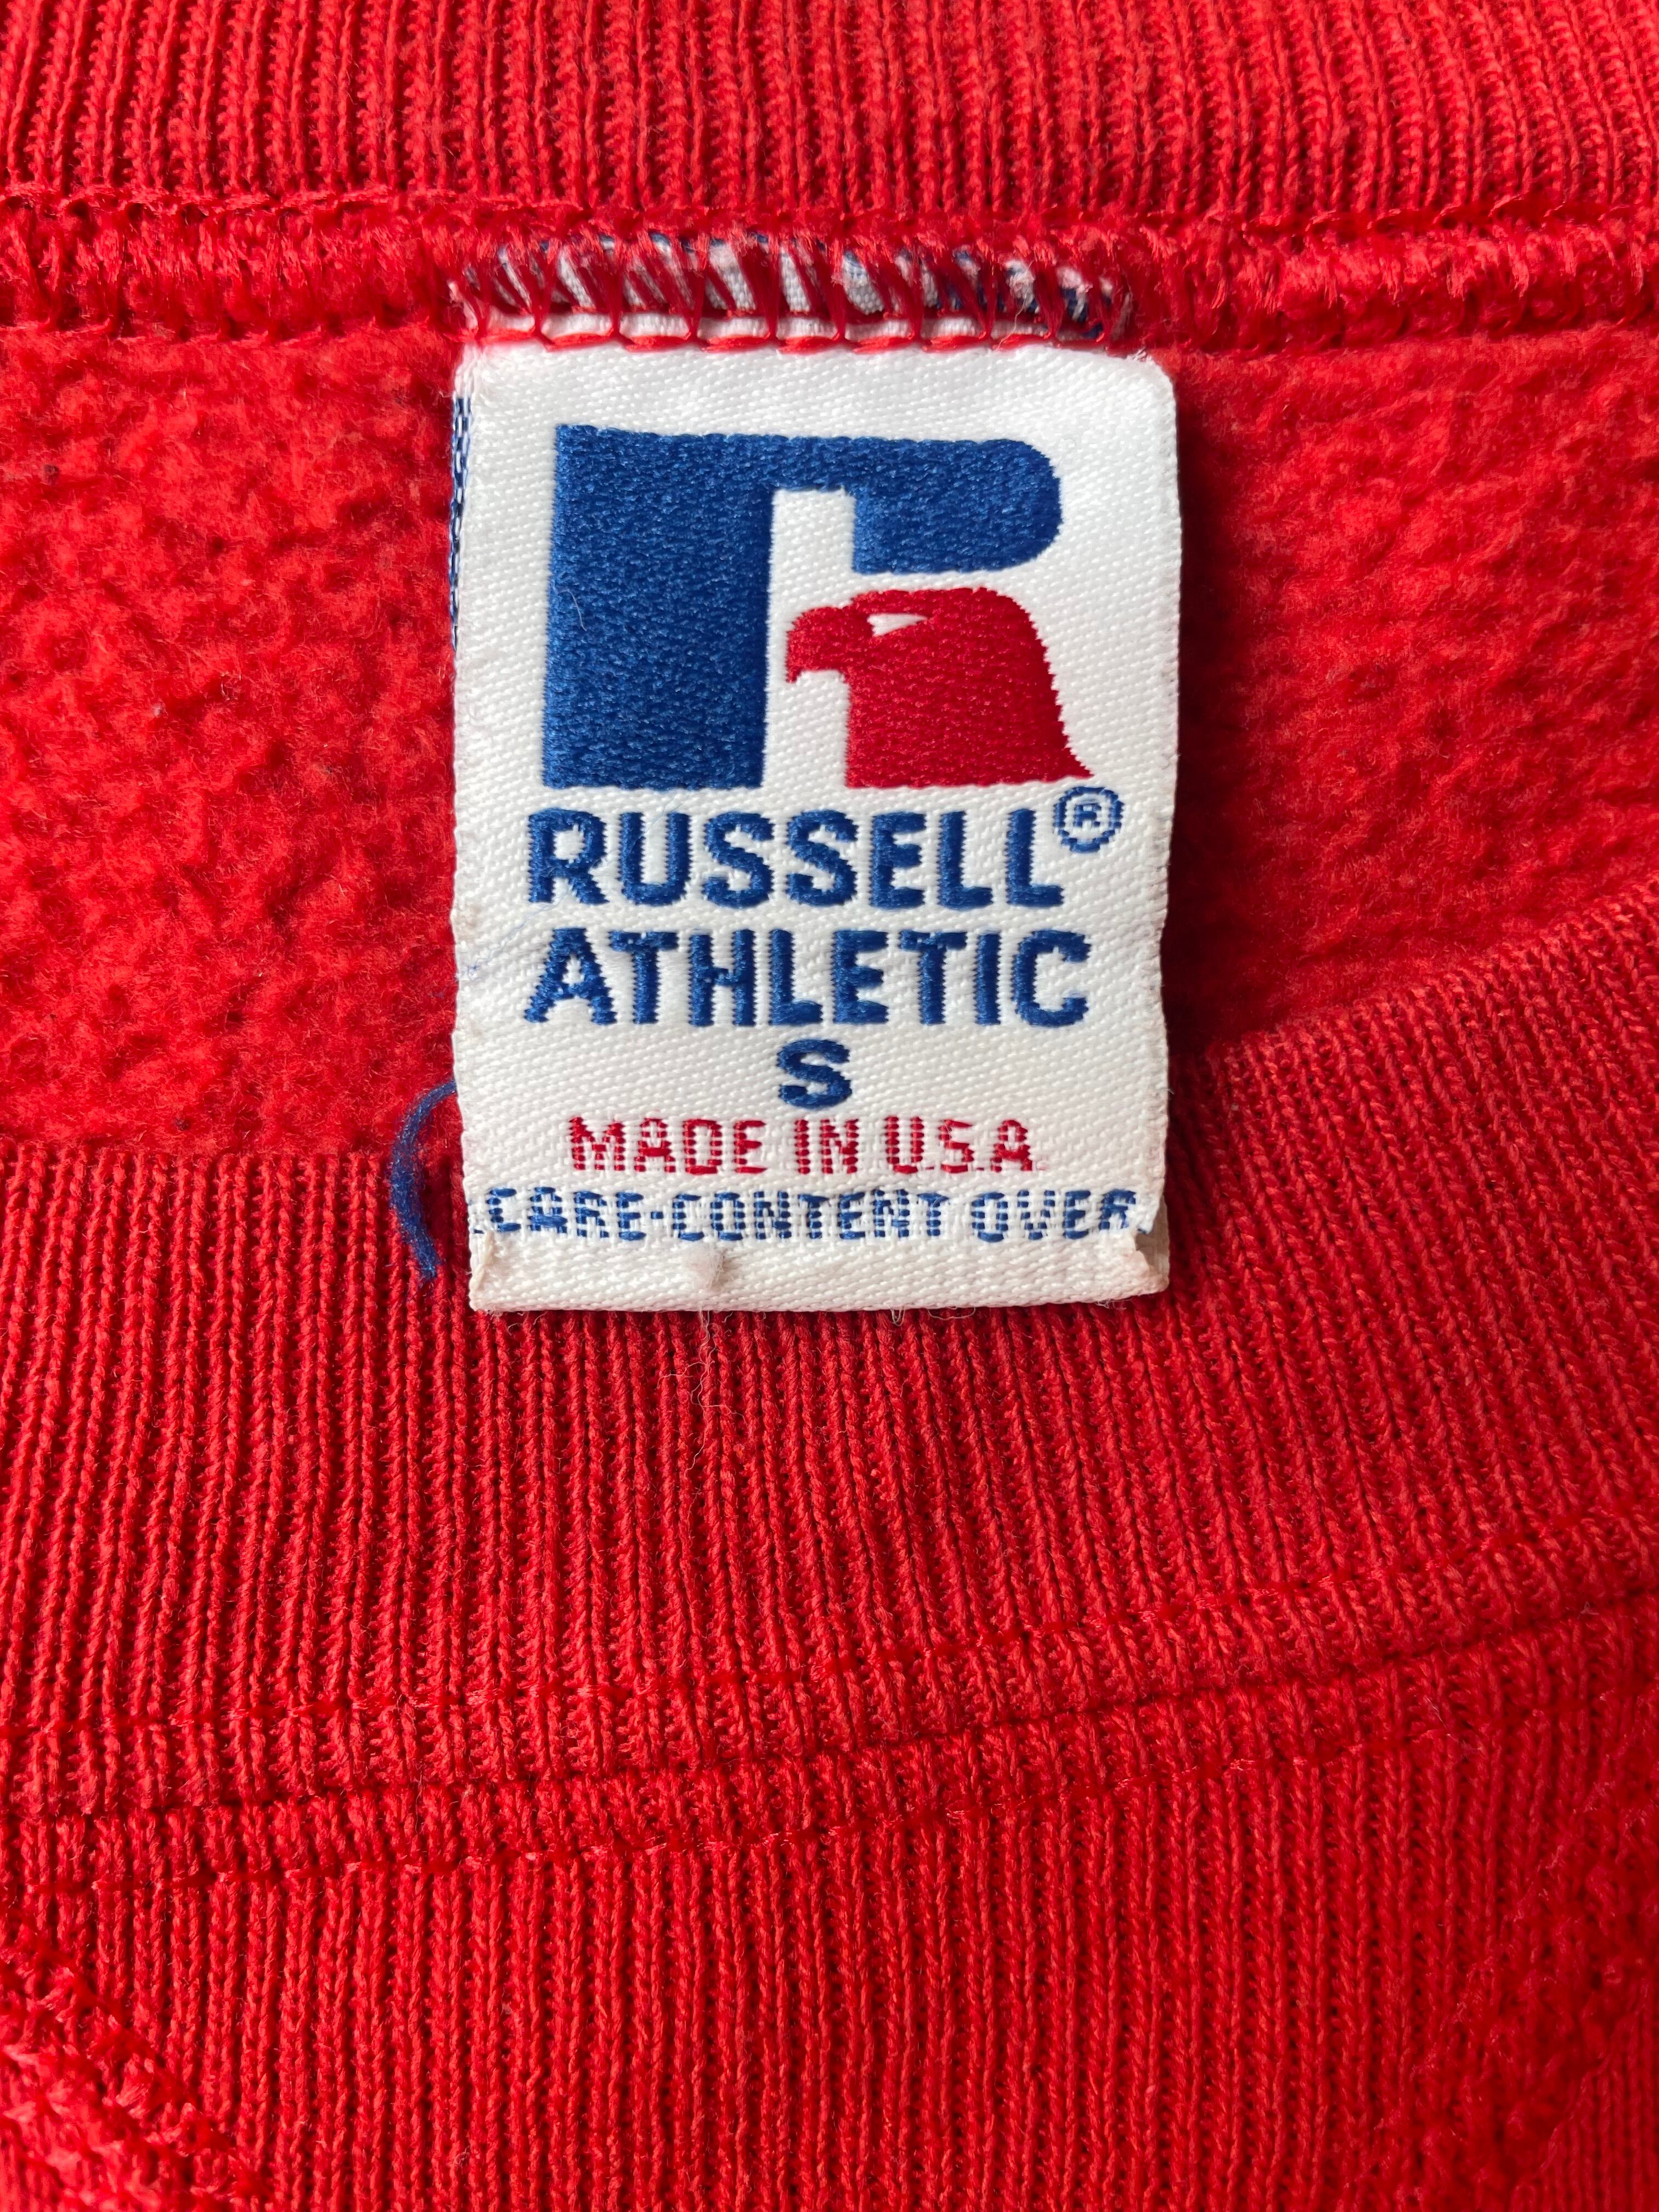 R
RUSSELL®
ATHLETIC
S
MADE IN U.S.A.
CARE-CONTENT OVER